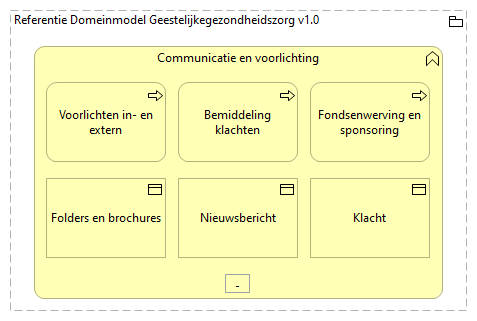 Referentie Domeinmodel Geestelijkegezondheidszorg v1.0
Communicatie en voorlichting
Voorlichten in- en
extern
Bemiddeling
klachten
Fondsenwerving en
sponsoring
Folders en brochures
Nieuwsbericht
Klacht
-